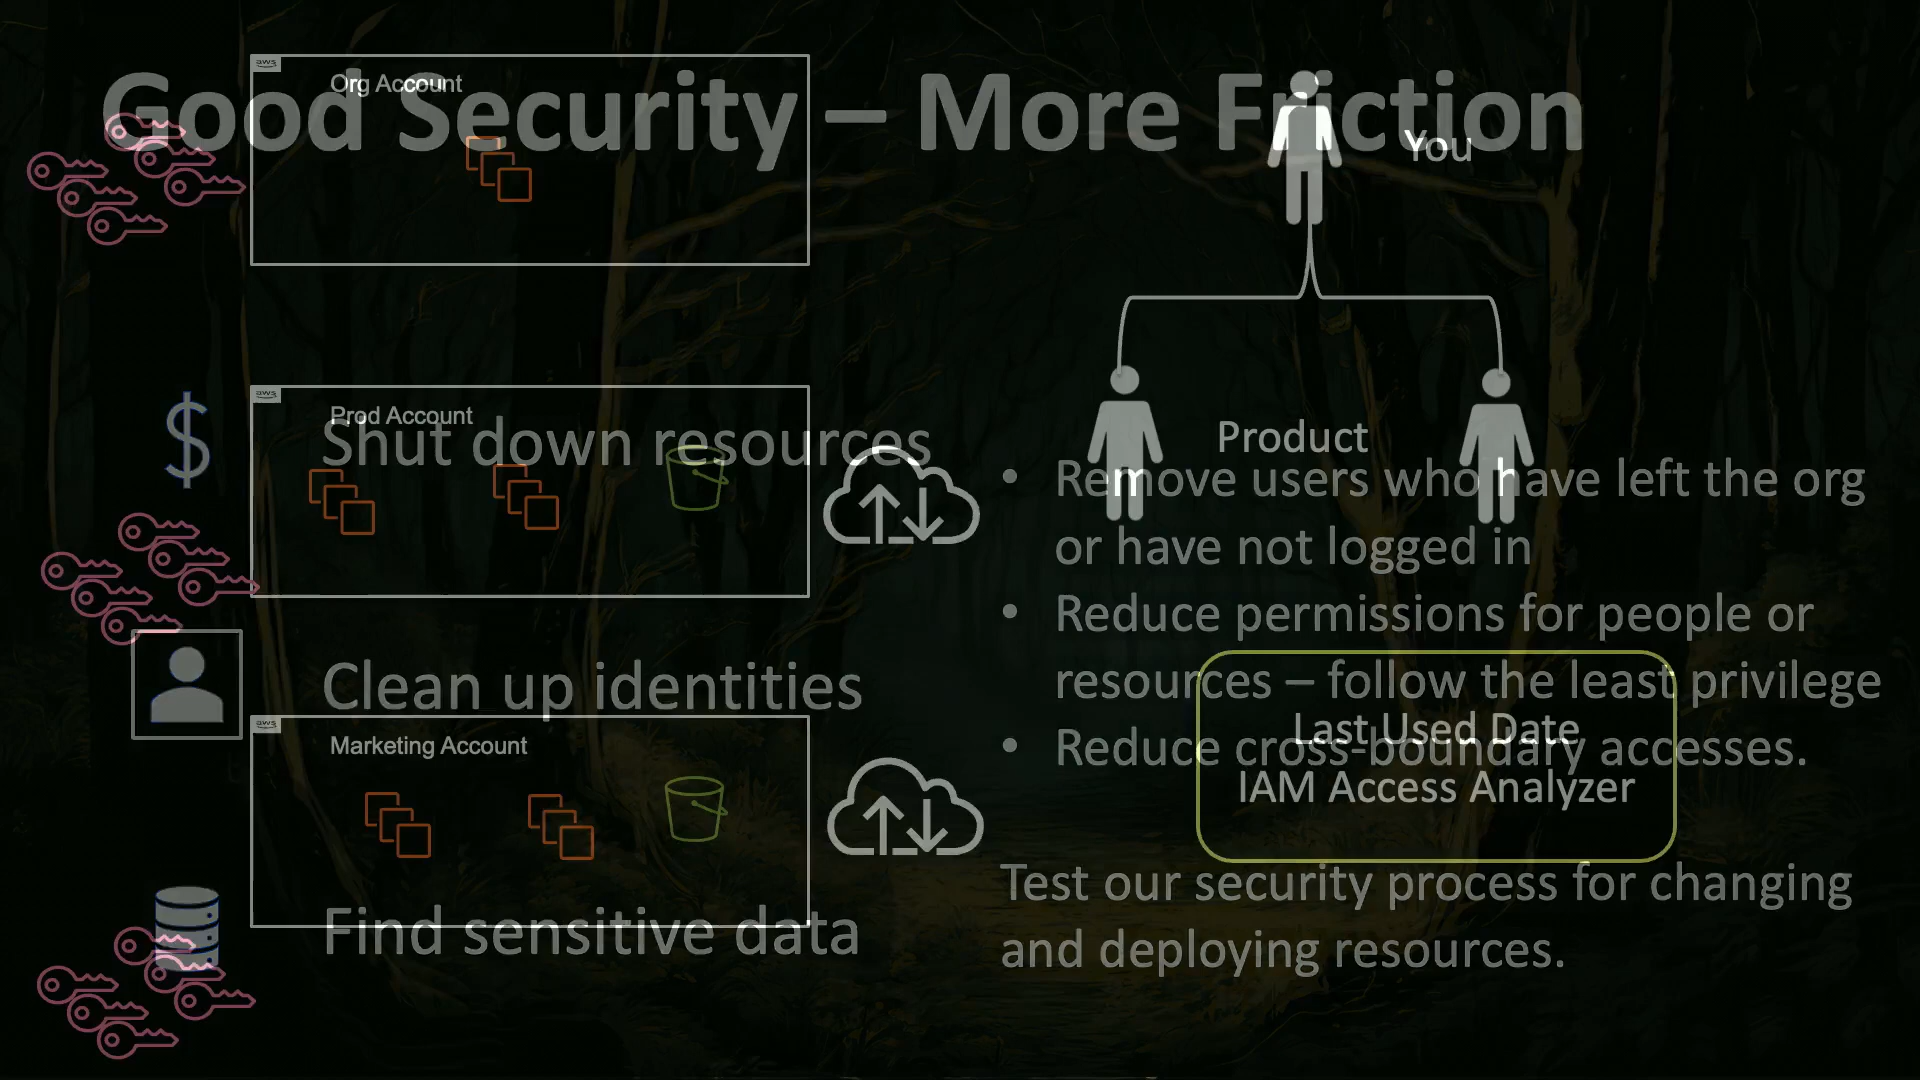 aws
Org Account
Good Security – More Friction
You
aws
Prod Account
Shut down resources
Product
• Remove users who have left the org
or have not logged in
• Reduce permissions for people or
resources – follow the least privilege
• Reduce cross-boundary accesses.
Clean up identities
aws
Marketing Account
Last Used Date
IAM Access Analyzer
Find sensitive data
Test our security process for changing
and deploying resources.